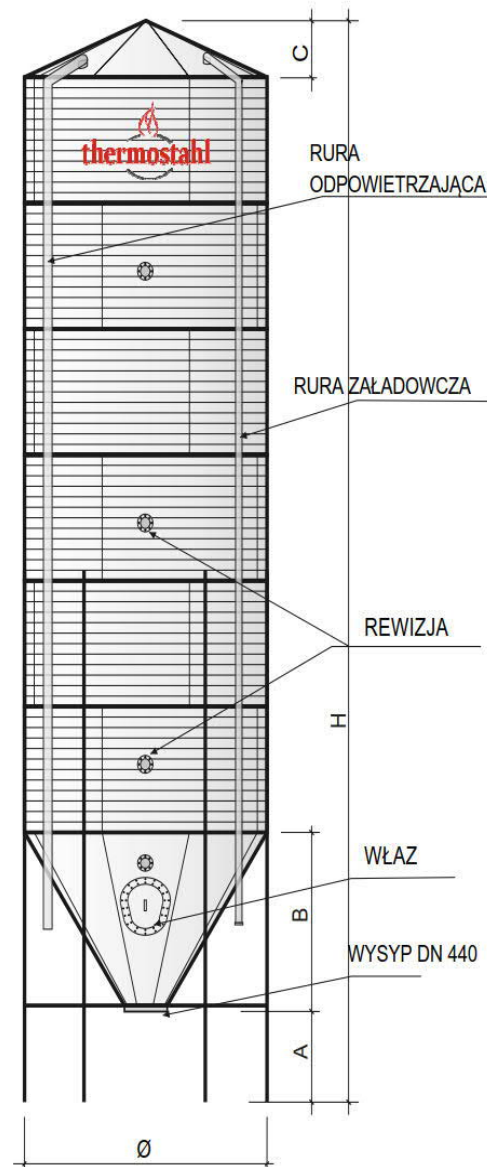 C
thermostahl
RURA
ODPOWIETRZAJĄCA
RURA ZAŁADOWCZA
REWIZJA
H
WŁAZ
B
WYSYP DN 440
A
Ø